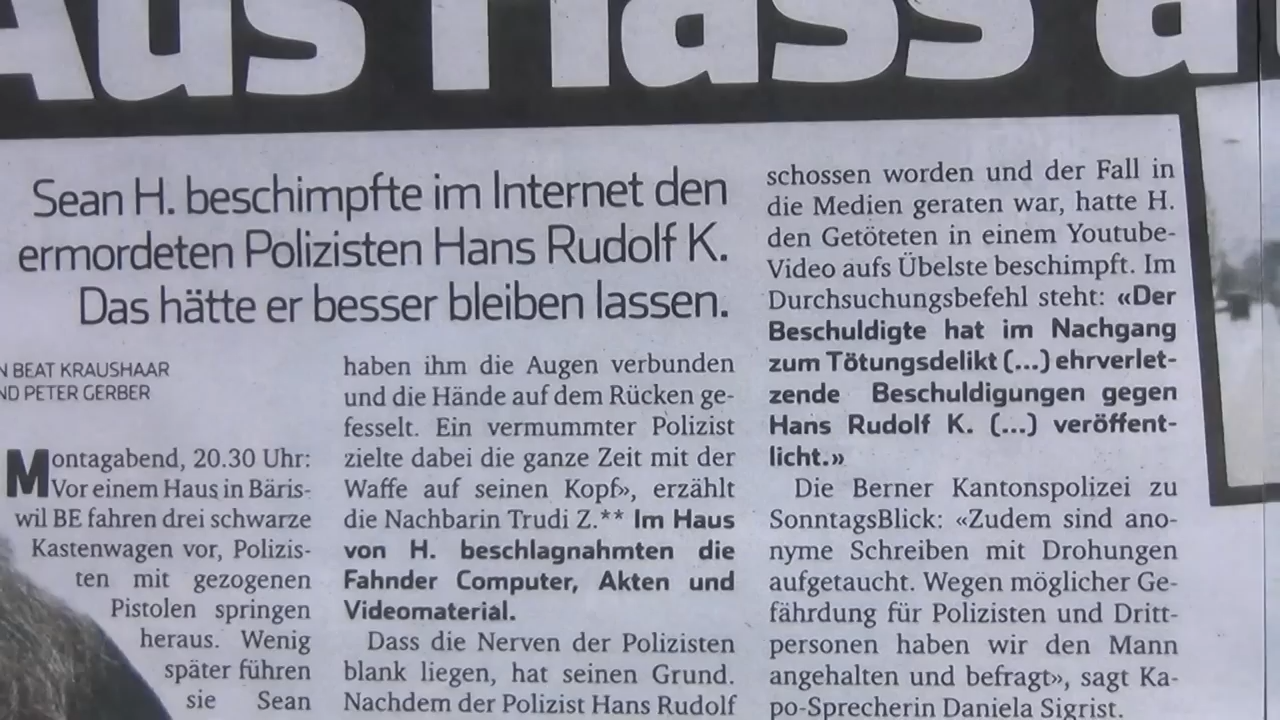 Aus Hass a
Sean H. beschimpfte im Internet den
ermordeten Polizisten Hans Rudolf K.
Das hätte er besser bleiben lassen.
N BEAT KRAUSHAAR
ND PETER GERBER
Montagabend, 20.30 Uhr:
Vor einem Haus in Bäris-
wil BE fahren drei schwarze
Kastenwagen vor, Polizis-
ten mit gezogenen
Pistolen springen
heraus. Wenig
später führen
sie Sean
haben ihm die Augen verbunden
und die Hände auf dem Rücken ge-
fesselt. Ein vermummter Polizist
zielte dabei die ganze Zeit mit der
Waffe auf seinen Kopf», erzählt
die Nachbarin Trudi Z.** Im Haus
von H. beschlagnahmten die
Fahnder Computer, Akten und
Videomaterial.
Dass die Nerven der Polizisten
blank liegen, hat seinen Grund.
Nachdem der Polizist Hans Rudolf
schossen worden und der Fall in
die Medien geraten war, hatte H.
den Getöteten in einem Youtube-
Video aufs Übelste beschimpft. Im
Durchsuchungsbefehl steht: «Der
Beschuldigte hat im Nachgang
zum Tötungsdelikt (...) ehrverlet-
zende Beschuldigungen gegen
Hans Rudolf K. (...) veröffent-
licht.»
Die Berner Kantonspolizei zu
SonntagsBlick: «Zudem sind ano-
nyme Schreiben mit Drohungen
aufgetaucht. Wegen möglicher Ge-
fährdung für Polizisten und Dritt-
personen haben wir den Mann
angehalten und befragt», sagt Ka-
po-Sprecherin Daniela Sigrist.